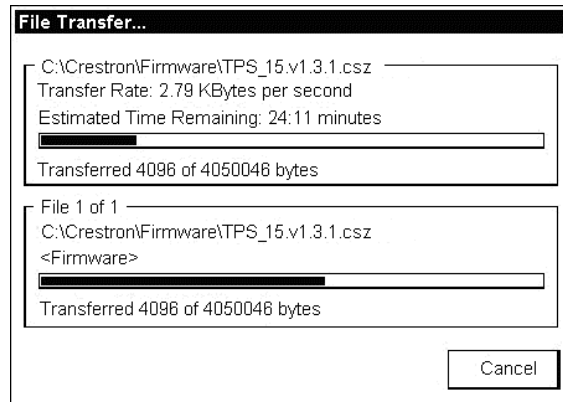 File Transfer...
C:\Crestron\Firmware\TPS_15.v1.3.1.csz
Transfer Rate: 2.79 KBytes per second
Estimated Time Remaining: 24:11 minutes
Transferred 4096 of 4050046 bytes
File 1 of 1
C:\Crestron\Firmware\TPS_15.v1.3.1.csz
<Firmware>
Transferred 4096 of 4050046 bytes
Cancel